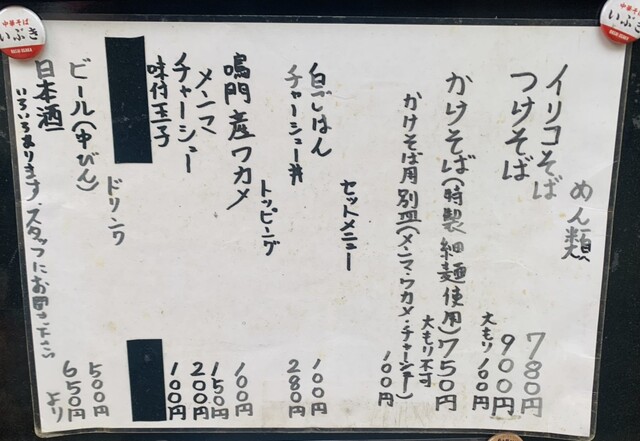 中華そば
いぶき
中華そば
いぶき
めん類
イリコそば 780円
つけそば 900円
大もり100円
かけそば(特製細麺使用)750円
大もり不可
かけそば用別皿(メンマ・ワカメ・チャーシュー) 100円
セットメニュー
白ごはん 100円
チャーシュー丼 280円
トッピング
鳴門産ワカメ 100円
メンマ 150円
チャーシュー 200円
味付玉子 100円
ドリンク
ビール(中びん) 500円
日本酒 650円より
いろいろあります。スタッフにお聞き下さい